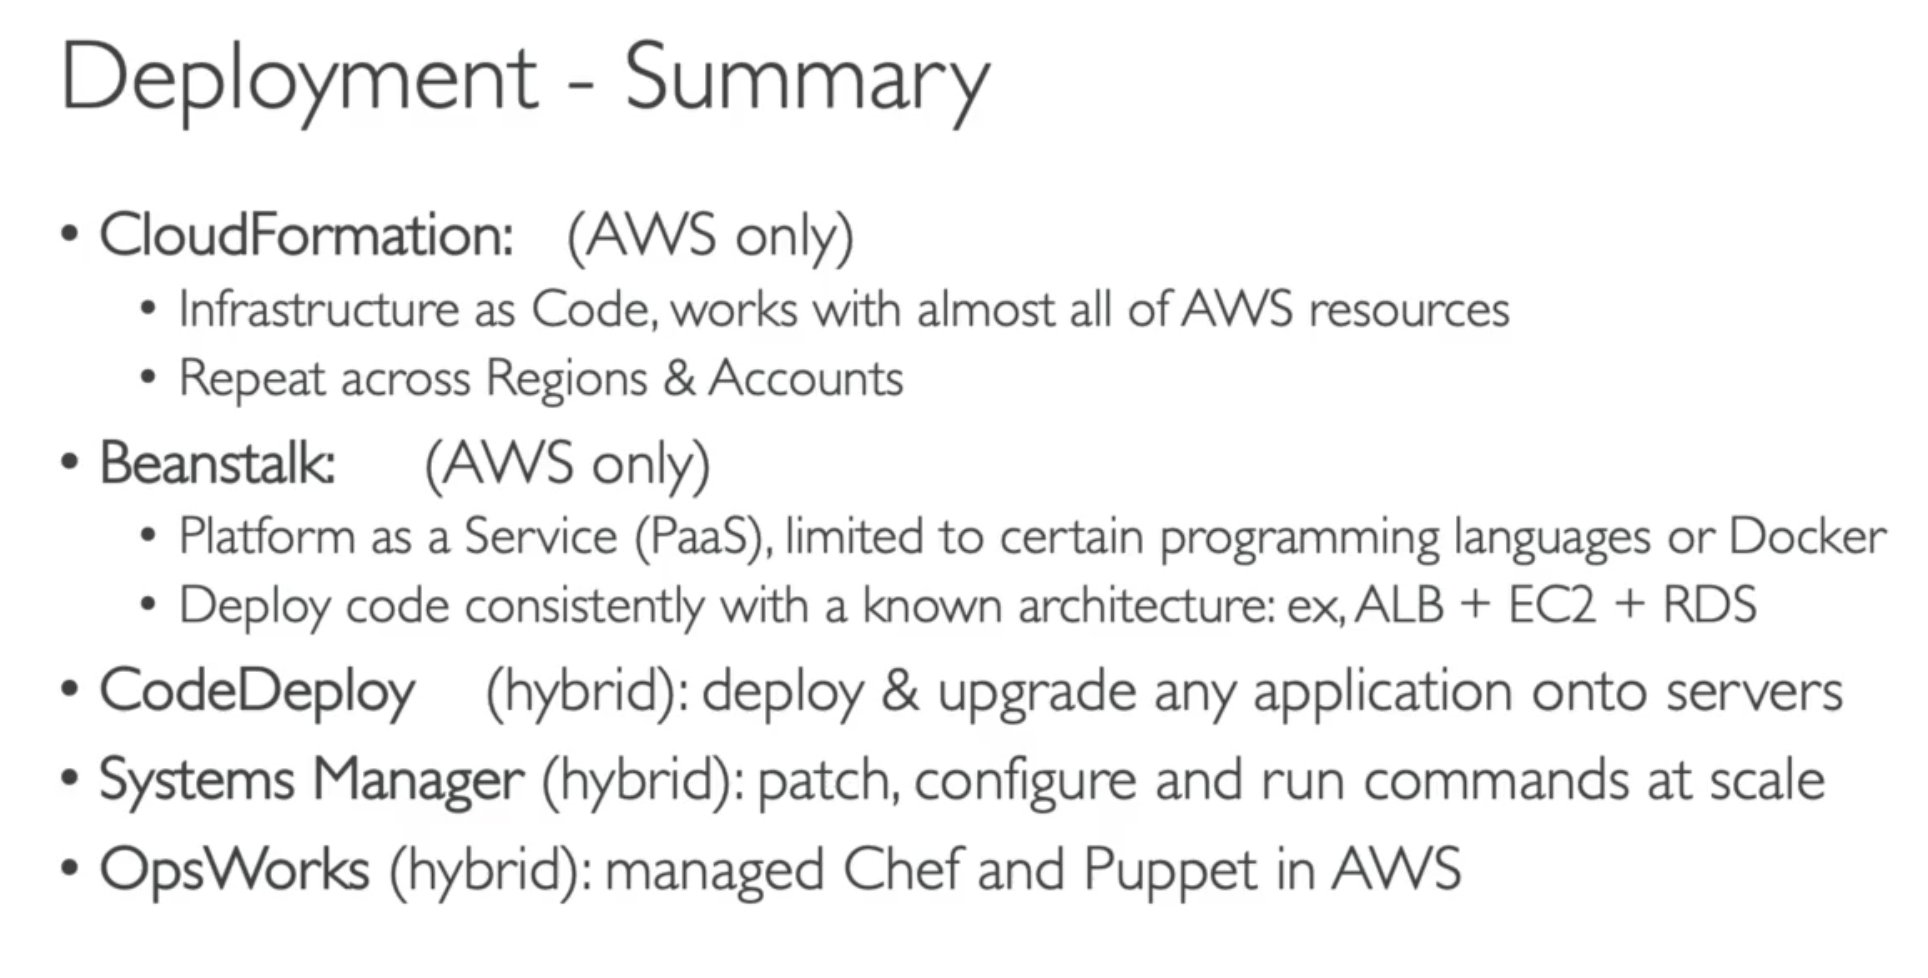 Deployment - Summary
• CloudFormation: (AWS only)
• Infrastructure as Code, works with almost all of AWS resources
• Repeat across Regions & Accounts
• Beanstalk: (AWS only)
• Platform as a Service (PaaS), limited to certain programming languages or Docker
• Deploy code consistently with a known architecture: ex, ALB + EC2 + RDS
• CodeDeploy (hybrid): deploy & upgrade any application onto servers
• Systems Manager (hybrid): patch, configure and run commands at scale
• OpsWorks (hybrid): managed Chef and Puppet in AWS